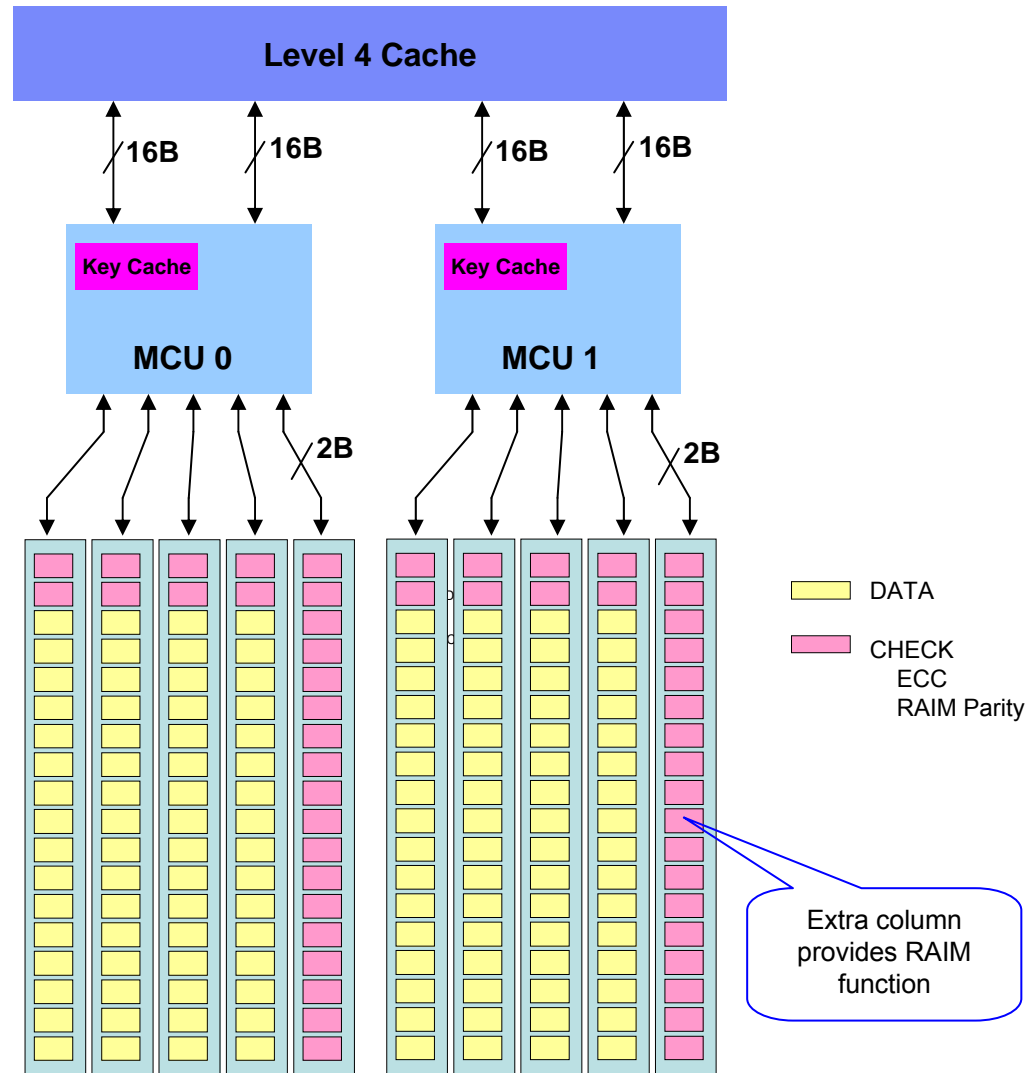 Level 4 Cache
16B
16B
16B
16B
Key Cache
MCU 0
Key Cache
MCU 1
2B
2B
DATA
CHECK
ECC
RAIM Parity
Extra column
provides RAIM
function